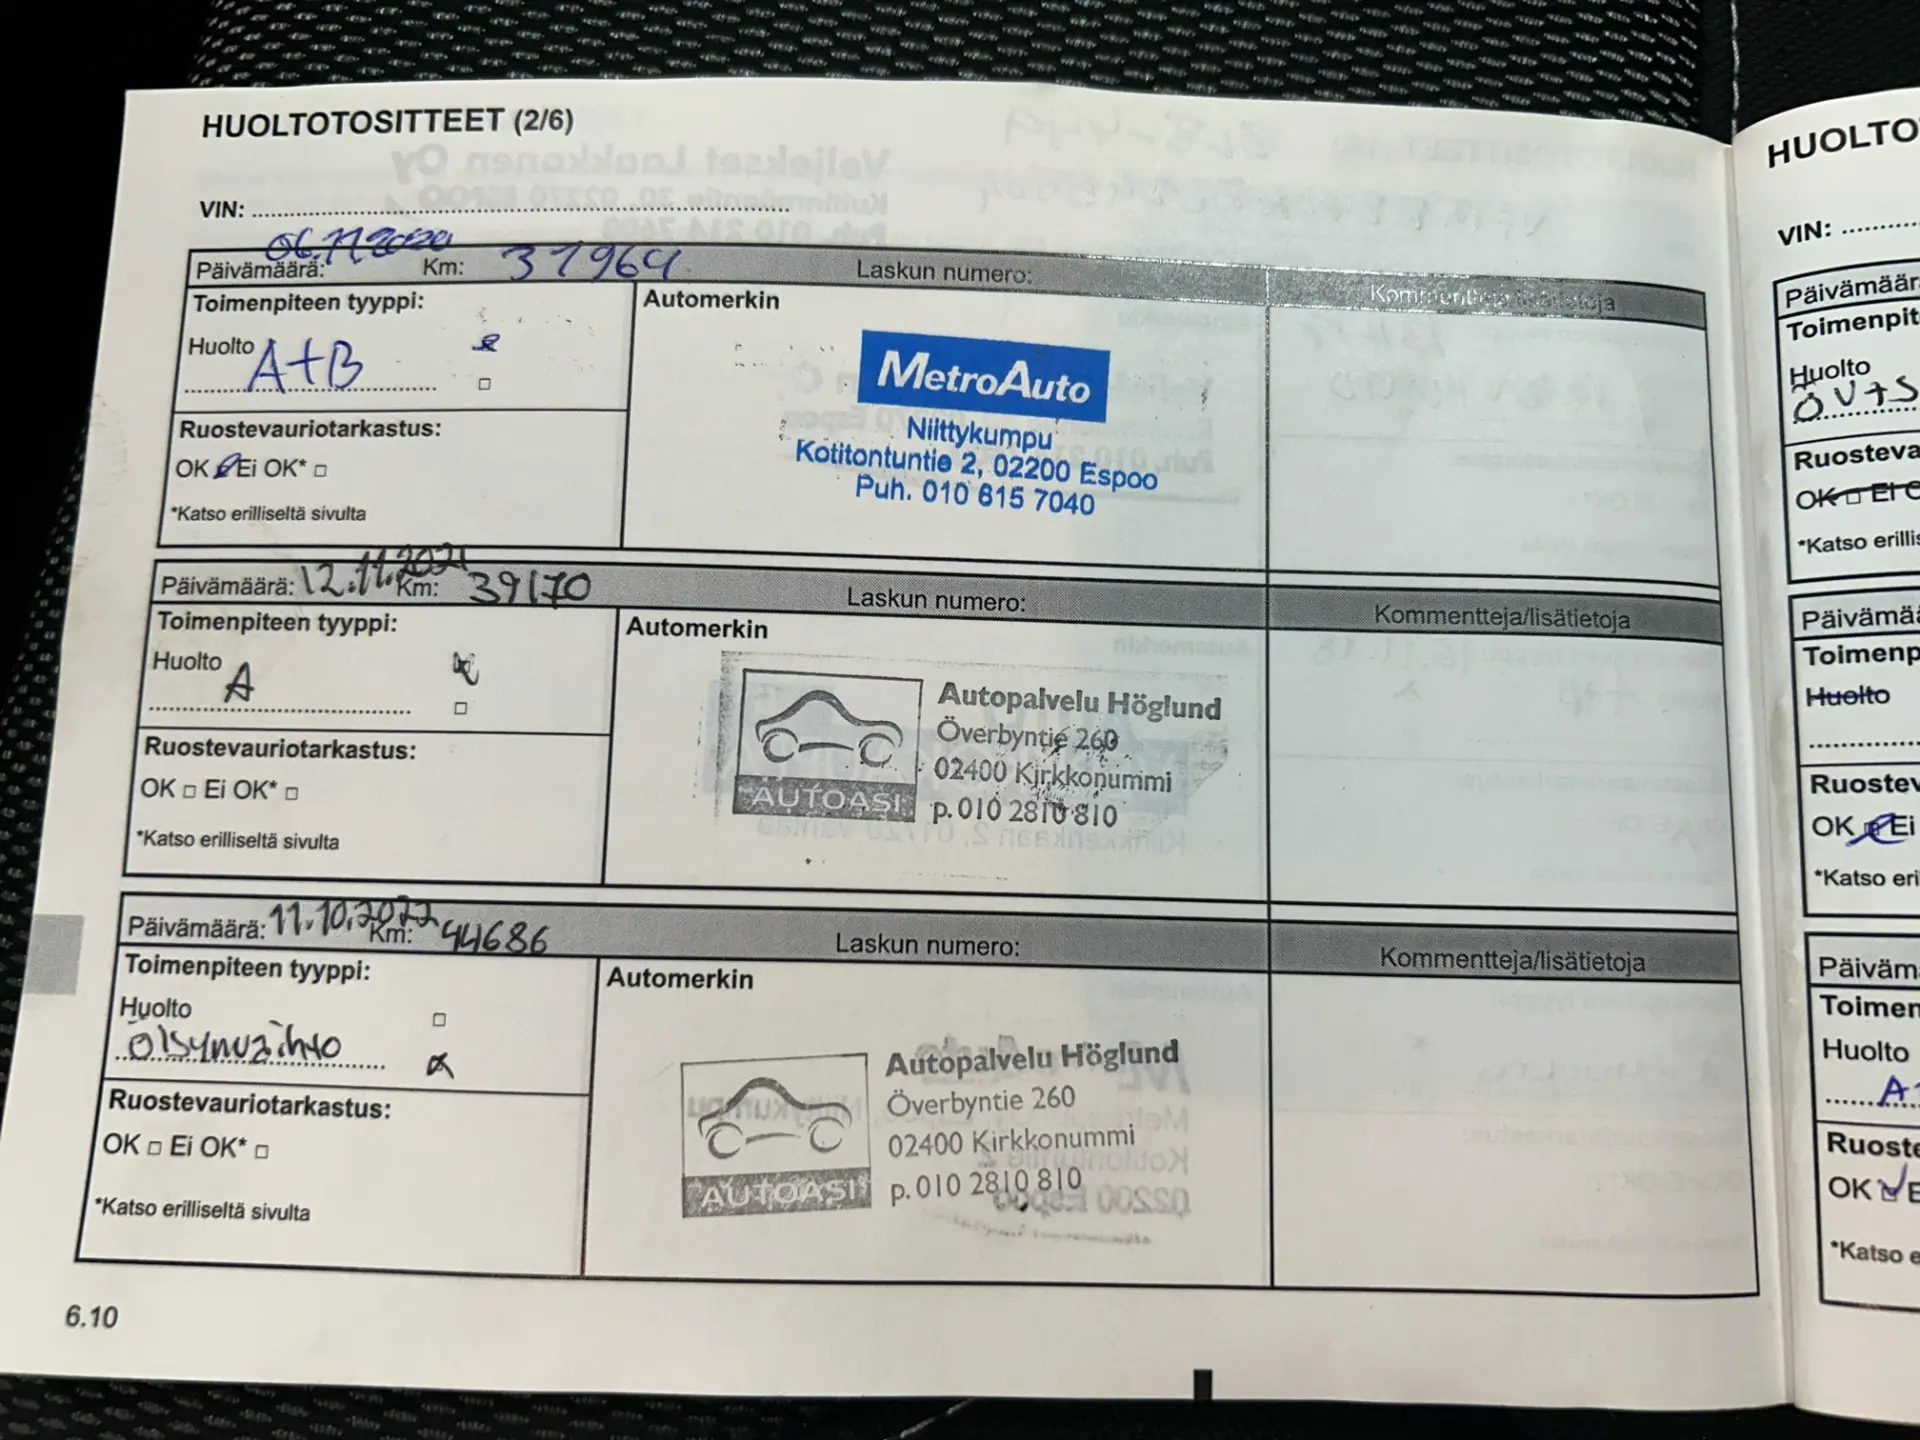 HUOLTOTOSITTEET (2/6)
VIN:
Päivämäärä: 06.11.2020 Km: 31964 Laskun numero: Kommentteja/lisätietoja
Toimenpiteen tyyppi: Automerkin
Huolto A+B
MetroAuto
Niittykumpu
Kotitontuntie 2, 02200 Espoo
Puh. 010 615 7040
Ruostevauriotarkastus:
OK Ei OK*
*Katso erilliseltä sivulta
Päivämäärä: 12.11.2021 Km: 39170 Laskun numero: Kommentteja/lisätietoja
Toimenpiteen tyyppi: Automerkin
Huolto A
AUTOASI
Autopalvelu Höglund
Överbyntie 260
02400 Kirkkonummi
p.010 2810 810
Ruostevauriotarkastus:
OK Ei OK*
*Katso erilliseltä sivulta
Päivämäärä: 11.10.2022 Km: 44686 Laskun numero: Kommentteja/lisätietoja
Toimenpiteen tyyppi: Automerkin
Huolto
Öljynvaihto
AUTOASI
Autopalvelu Höglund
Överbyntie 260
02400 Kirkkonummi
p.010 2810 810
Ruostevauriotarkastus:
OK Ei OK*
*Katso erilliseltä sivulta
6.10
HUOLTO
VIN:
Päivämäär
Toimenpit
Huolto
Ruosteva
OK Ei
*Katso erillis
Päivämää
Toimenp
Huolto
Ruostev
OK Ei
*Katso eri
Päiväm
Toimen
Huolto
Ruoste
OK E
*Katso e